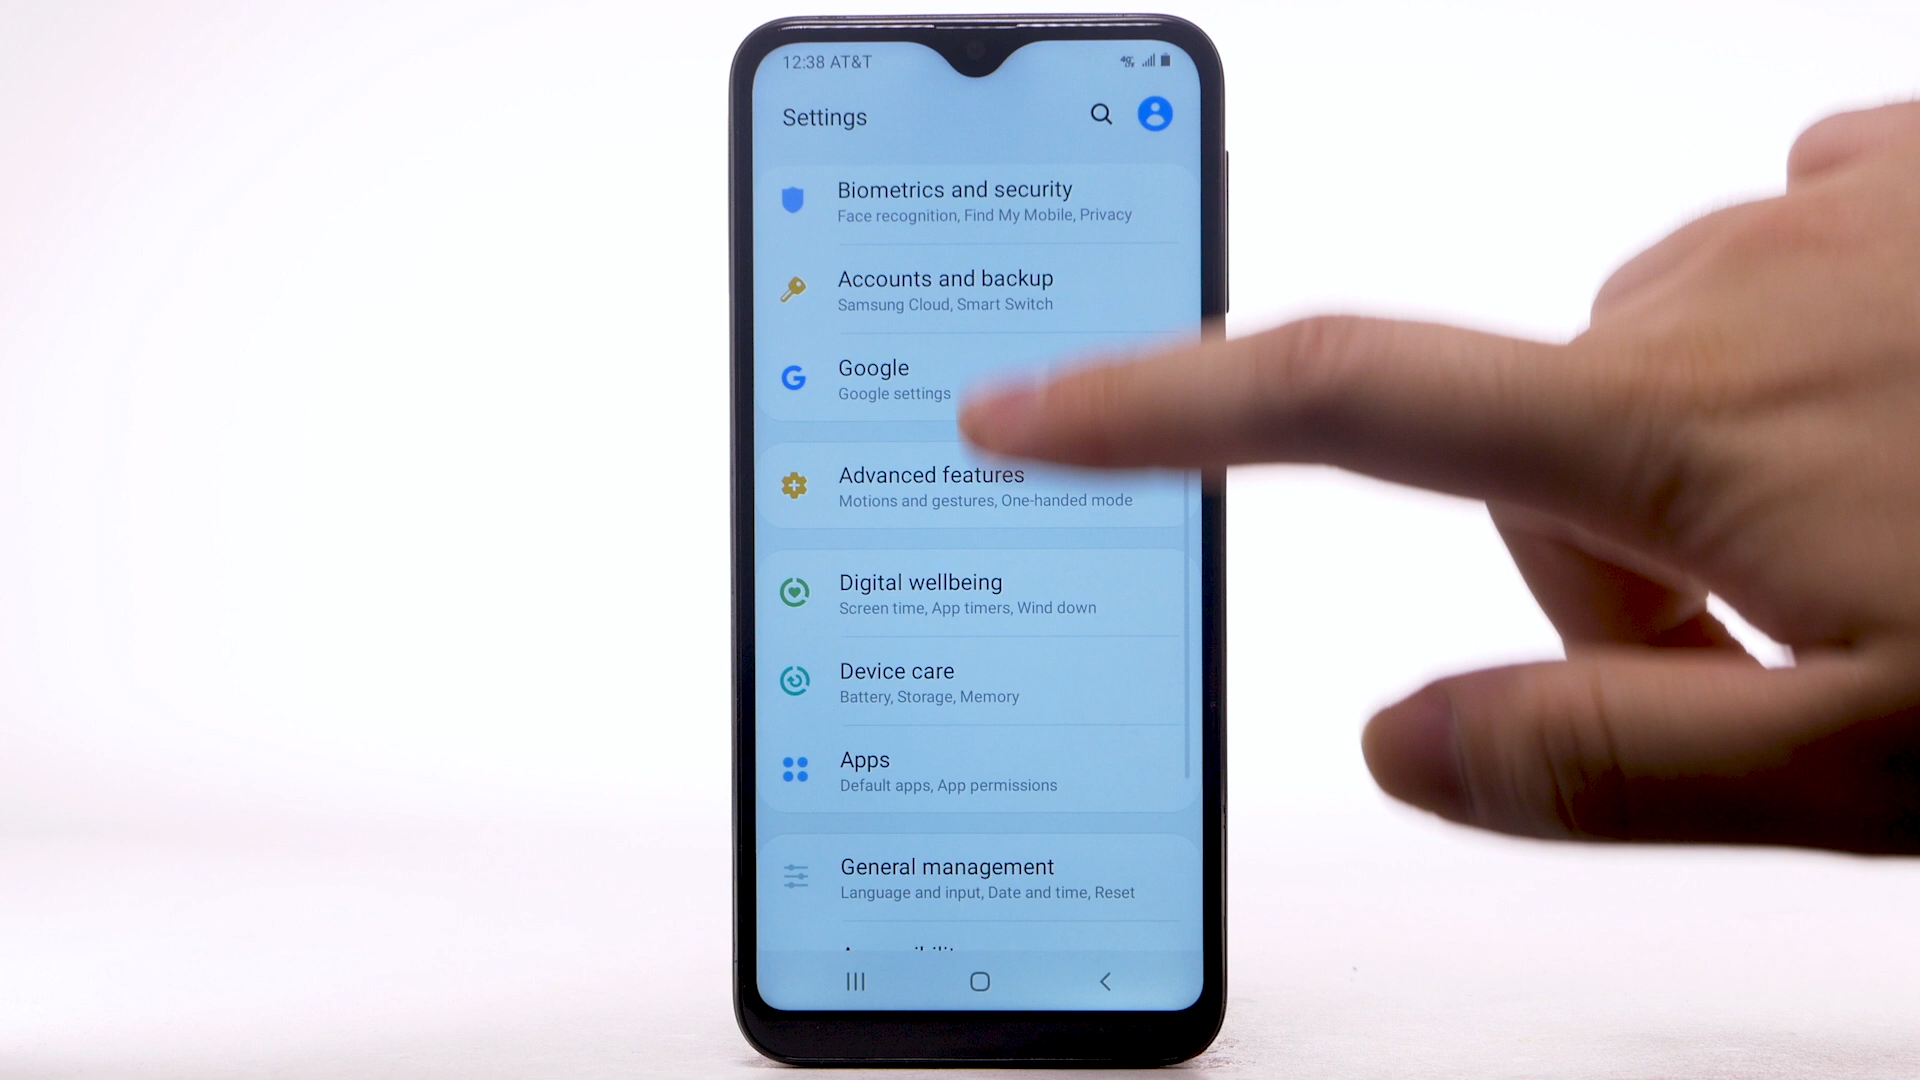 12:38 AT&T
Settings
Biometrics and security
Face recognition, Find My Mobile, Privacy
Accounts and backup
Samsung Cloud, Smart Switch
Google
Google settings
Advanced features
Motions and gestures, One-handed mode
Digital wellbeing
Screen time, App timers, Wind down
Device care
Battery, Storage, Memory
Apps
Default apps, App permissions
General management
Language and input, Date and time, Reset